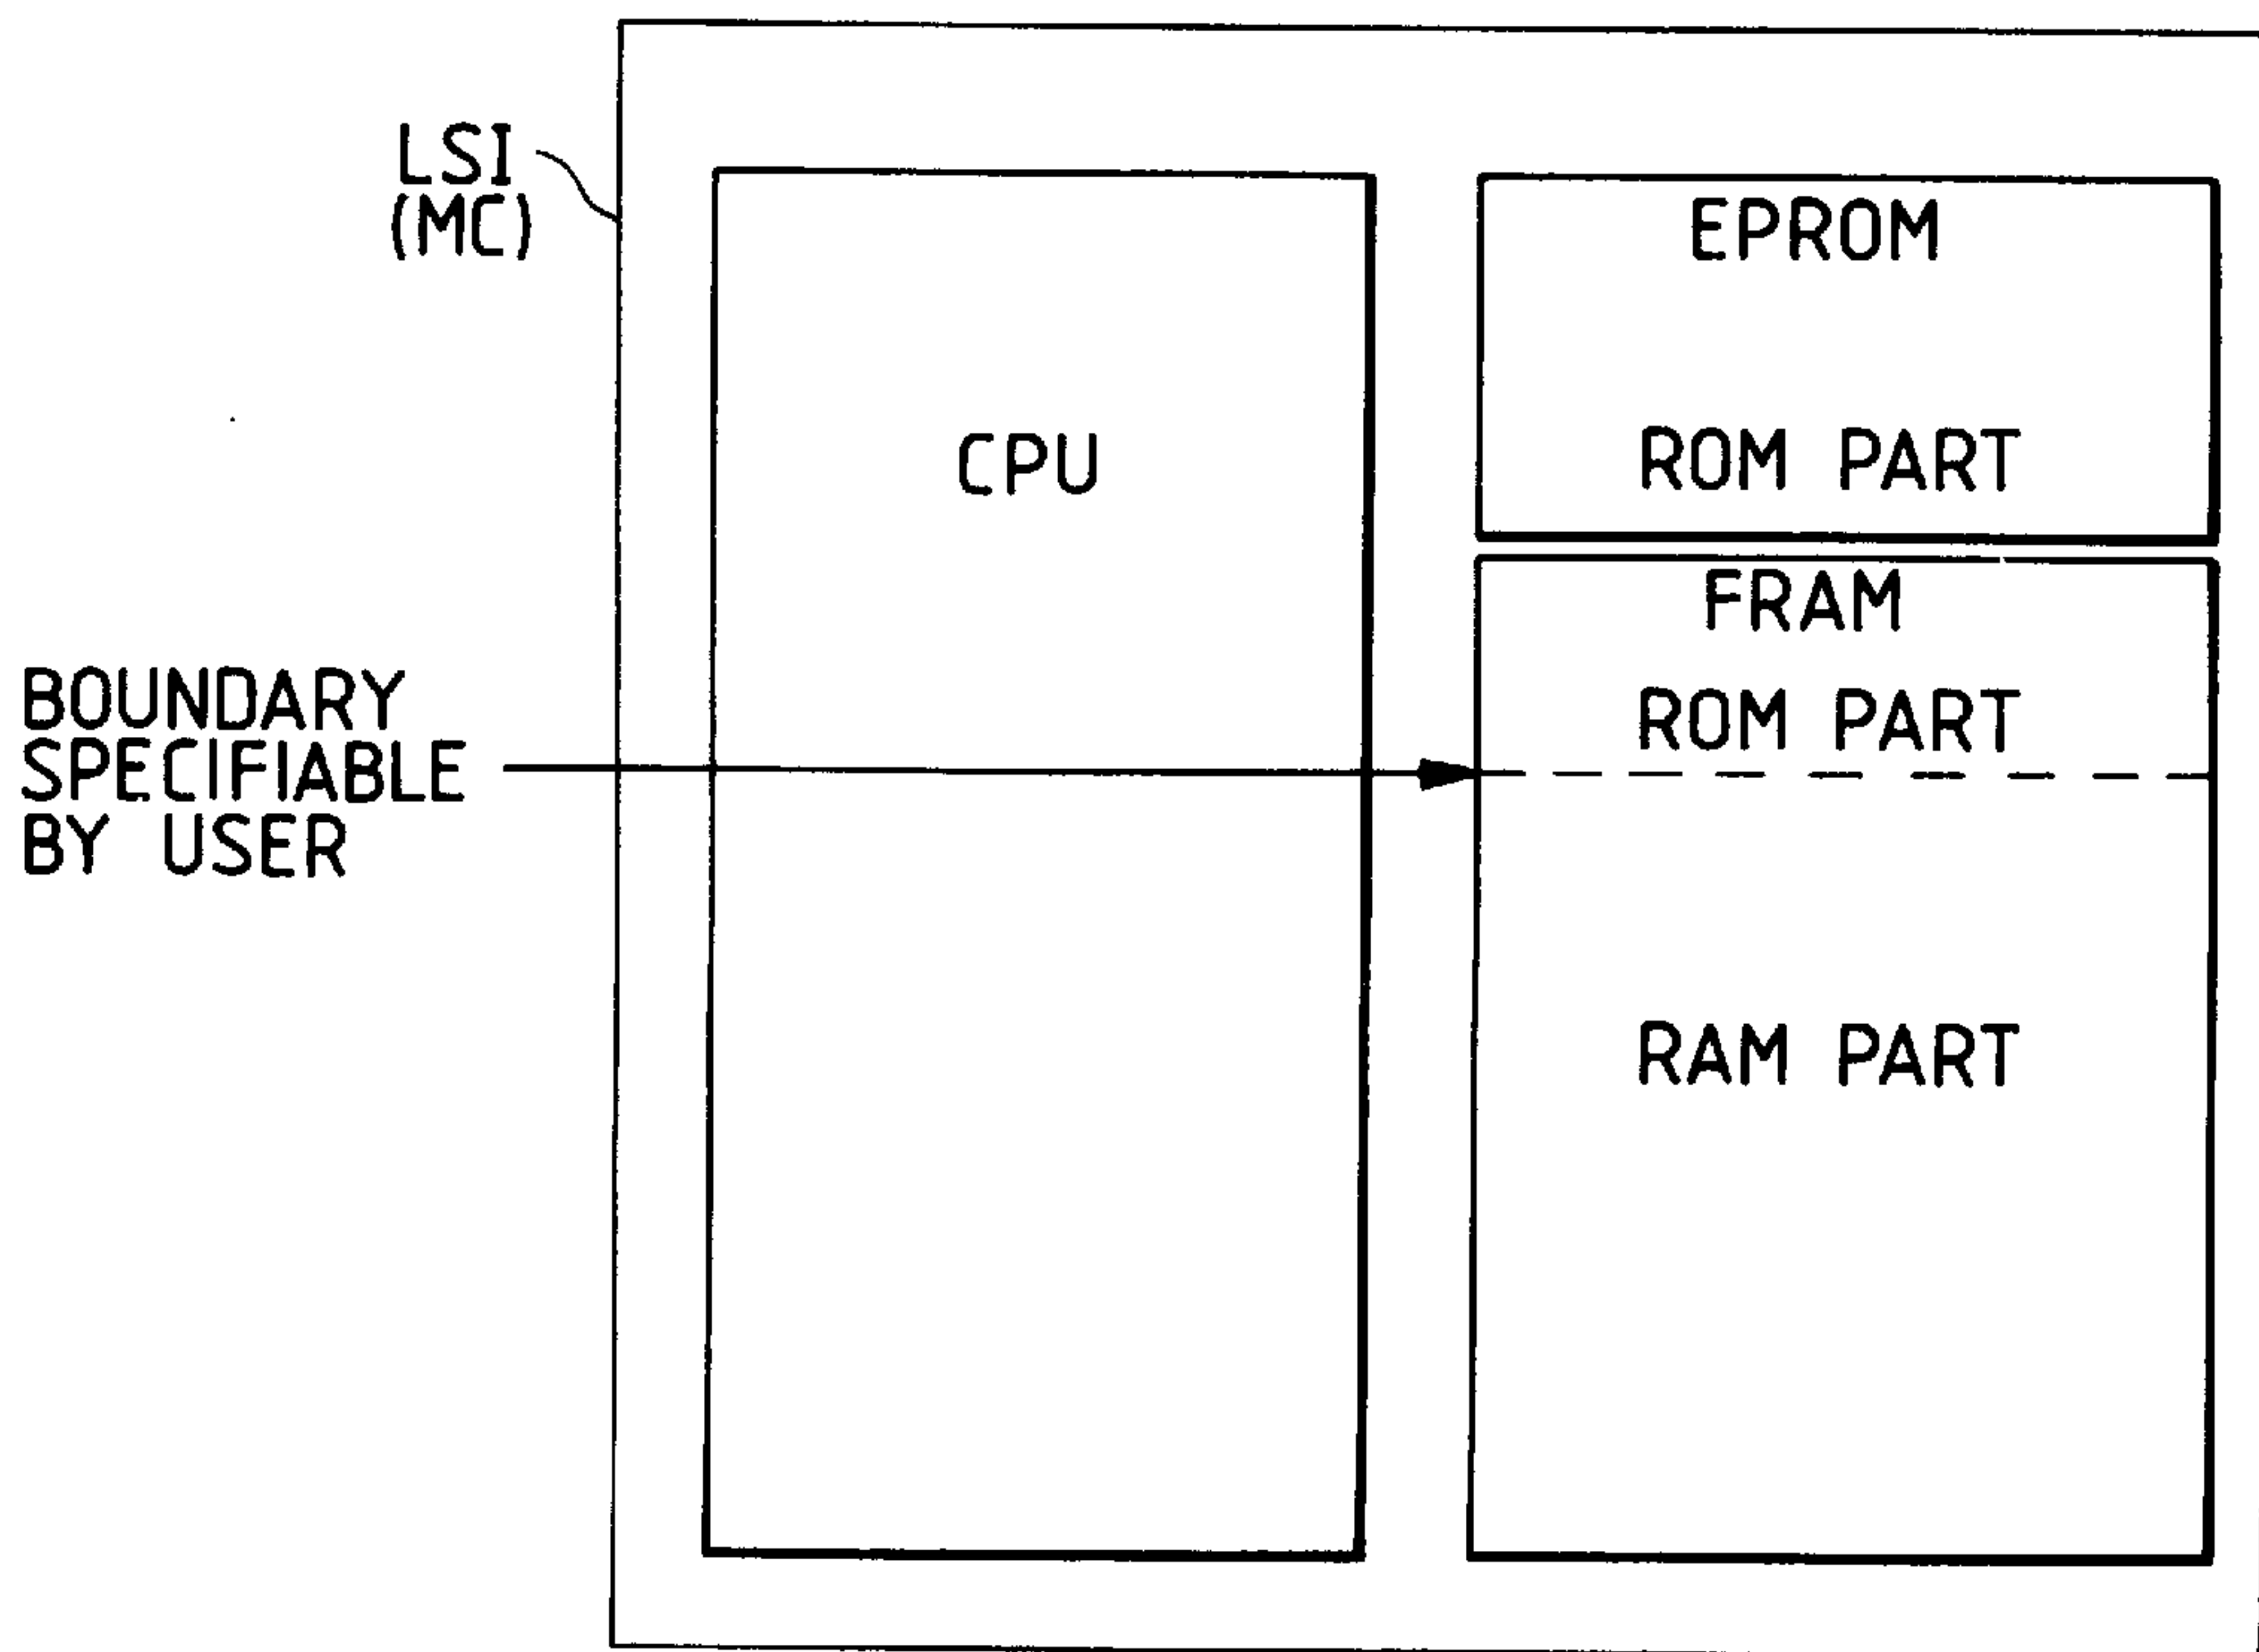 LSI
(MC)
CPU
EPROM
ROM PART
FRAM
ROM PART
BOUNDARY
SPECIFIABLE
BY USER
RAM PART